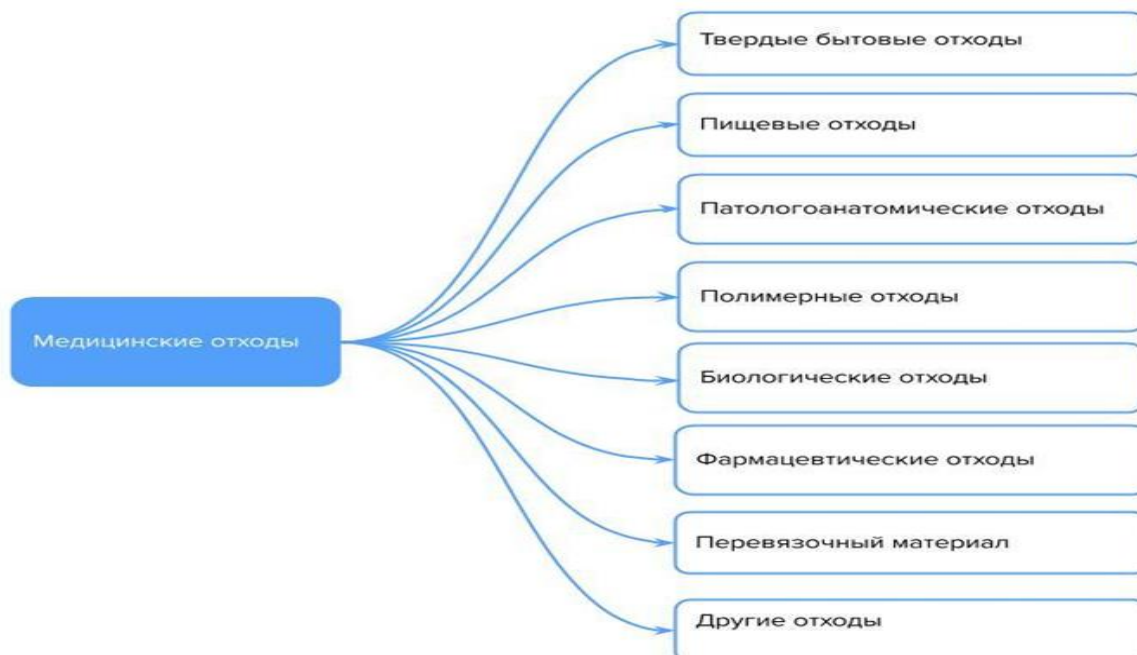 Твердые бытовые отходы
Пищевые отходы
Патологоанатомические отходы
Полимерные отходы
Медицинские отходы
Биологические отходы
Фармацевтические отходы
Перевязочный материал
Другие отходы